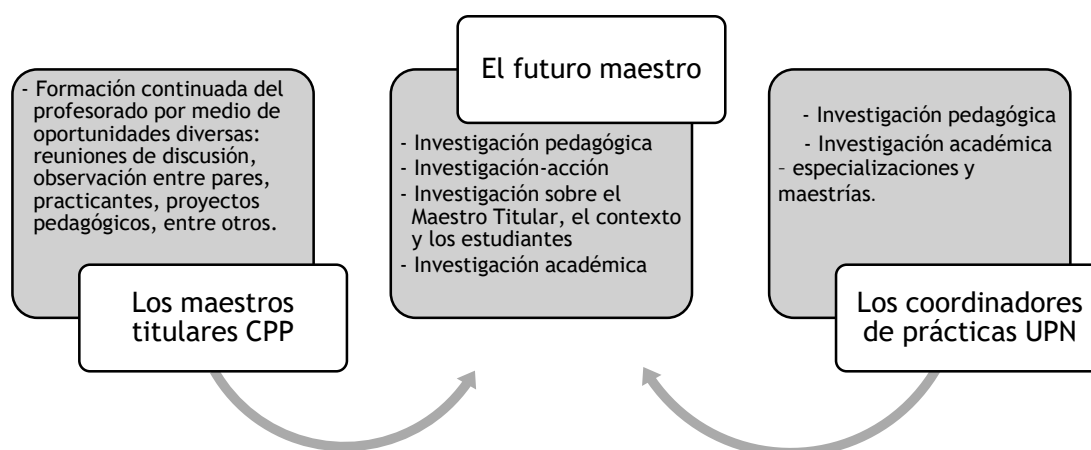 - Formación continuada del
profesorado por medio de
oportunidades diversas:
reuniones de discusión,
observación entre pares,
practicantes, proyectos
pedagógicos, entre otros.
Los maestros
titulares CPP
El futuro maestro
- Investigación pedagógica
- Investigación-acción
- Investigación sobre el
Maestro Titular, el contexto
y los estudiantes
- Investigación académica
- Investigación pedagógica
- Investigación académica
– especializaciones y
maestrías.
Los coordinadores
de prácticas UPN